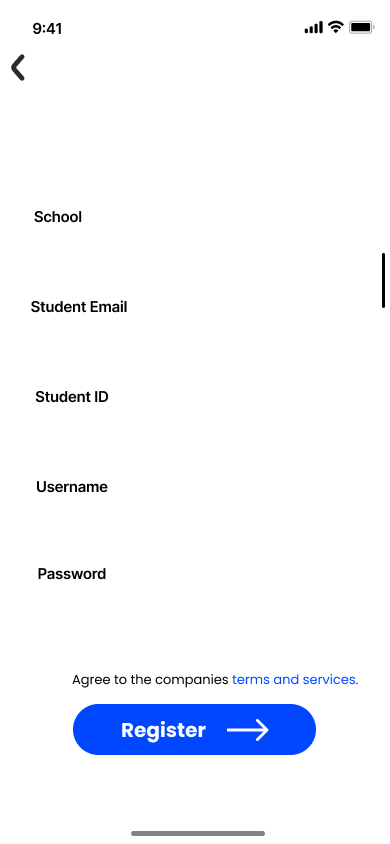 9:41
School
Student Email
Student ID
Username
Password
Agree to the companies terms and services.
Register